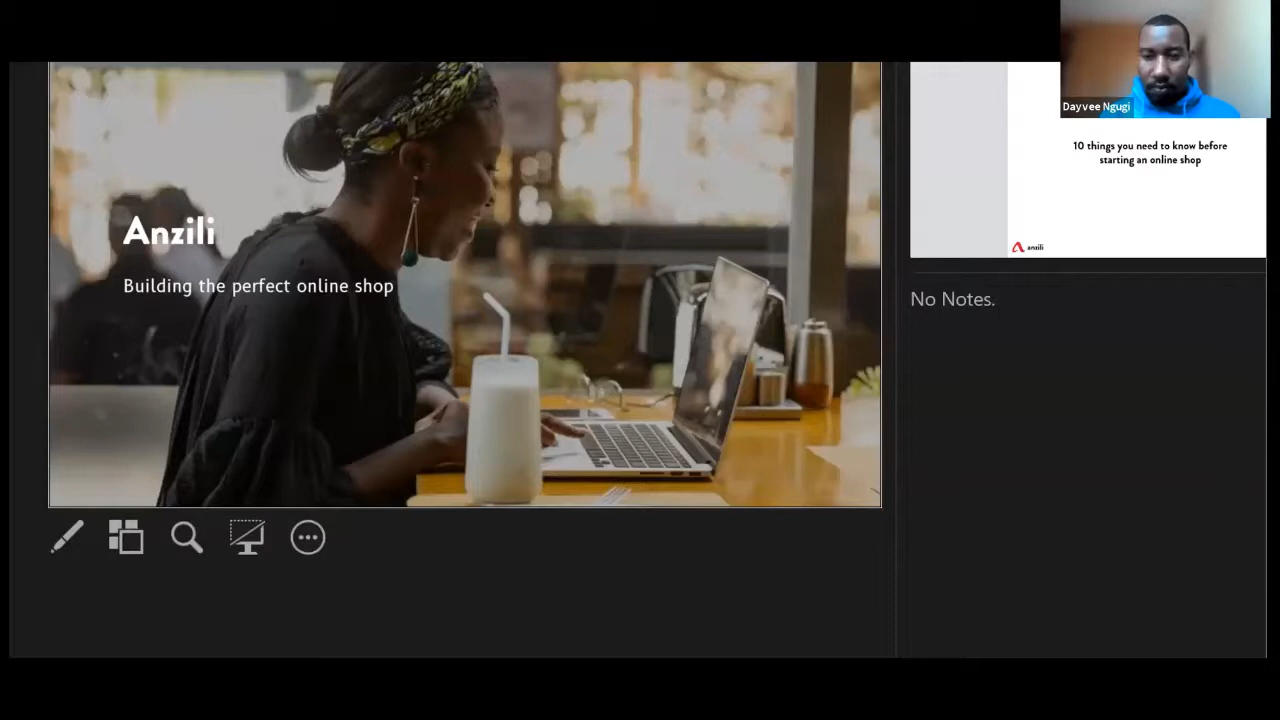 Anzili
Building the perfect online shop
Dayvee Ngugi
10 things you need to know before
starting an online shop
anzili
No Notes.